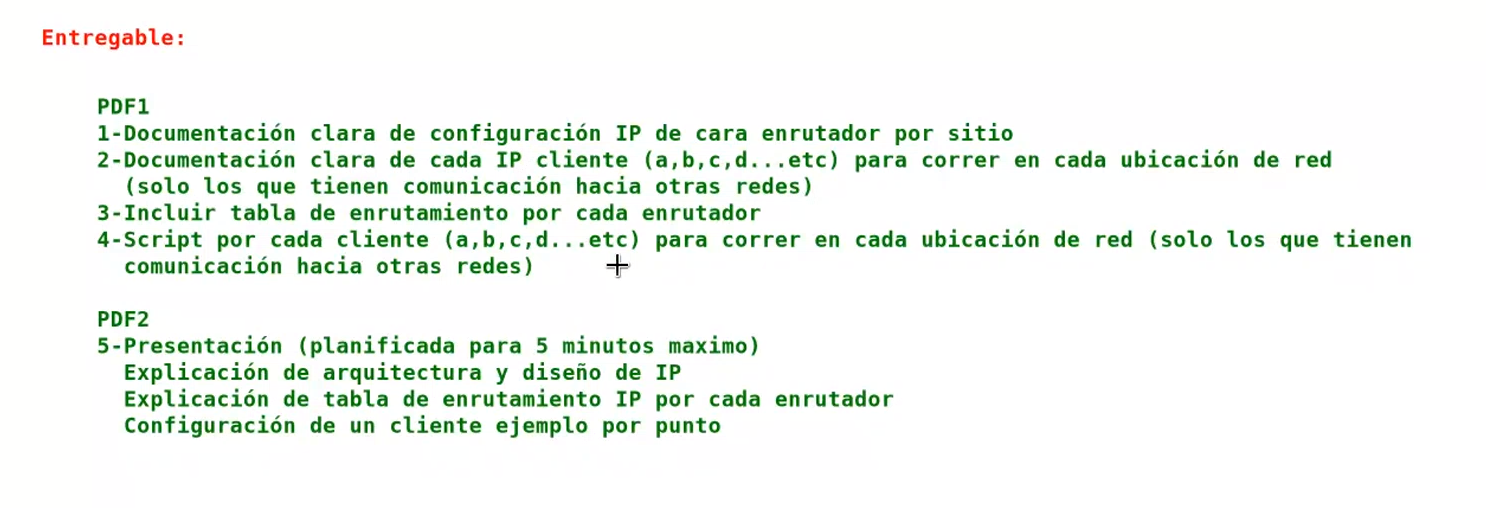 Entregable:
PDF1
1-Documentación clara de configuración IP de cara enrutador por sitio
2-Documentación clara de cada IP cliente (a,b,c,d...etc) para correr en cada ubicación de red
(solo los que tienen comunicación hacia otras redes)
3-Incluir tabla de enrutamiento por cada enrutador
4-Script por cada cliente (a,b,c,d...etc) para correr en cada ubicación de red (solo los que tienen
comunicación hacia otras redes)
PDF2
5-Presentación (planificada para 5 minutos maximo)
Explicación de arquitectura y diseño de IP
Explicación de tabla de enrutamiento IP por cada enrutador
Configuración de un cliente ejemplo por punto